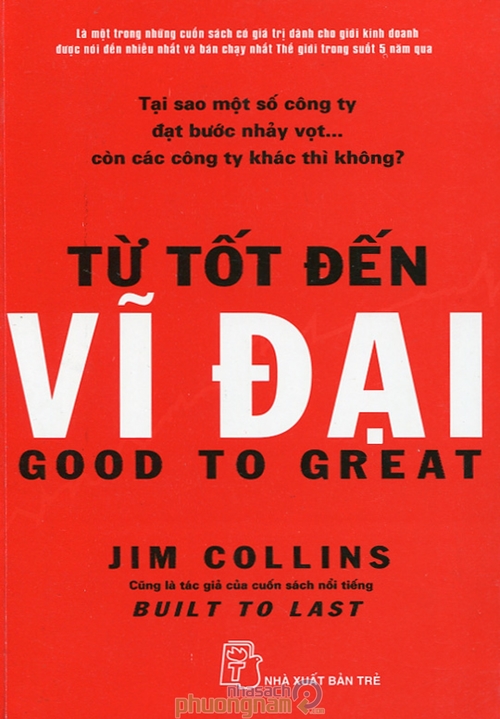 Là một trong những cuốn sách có giá trị dành cho giới kinh doanh
được nói đến nhiều nhất và bán chạy nhất Thế giới trong suốt 5 năm qua
Tại sao một số công ty
đạt bước nhảy vọt...
còn các công ty khác thì không?
TỪ TỐT ĐẾN
VĨ ĐẠI
GOOD TO GREAT
JIM COLLINS
Cũng là tác giả của cuốn sách nổi tiếng
BUILT TO LAST
NHÀ XUẤT BẢN TRẺ
nhasach
phuongnam
.com